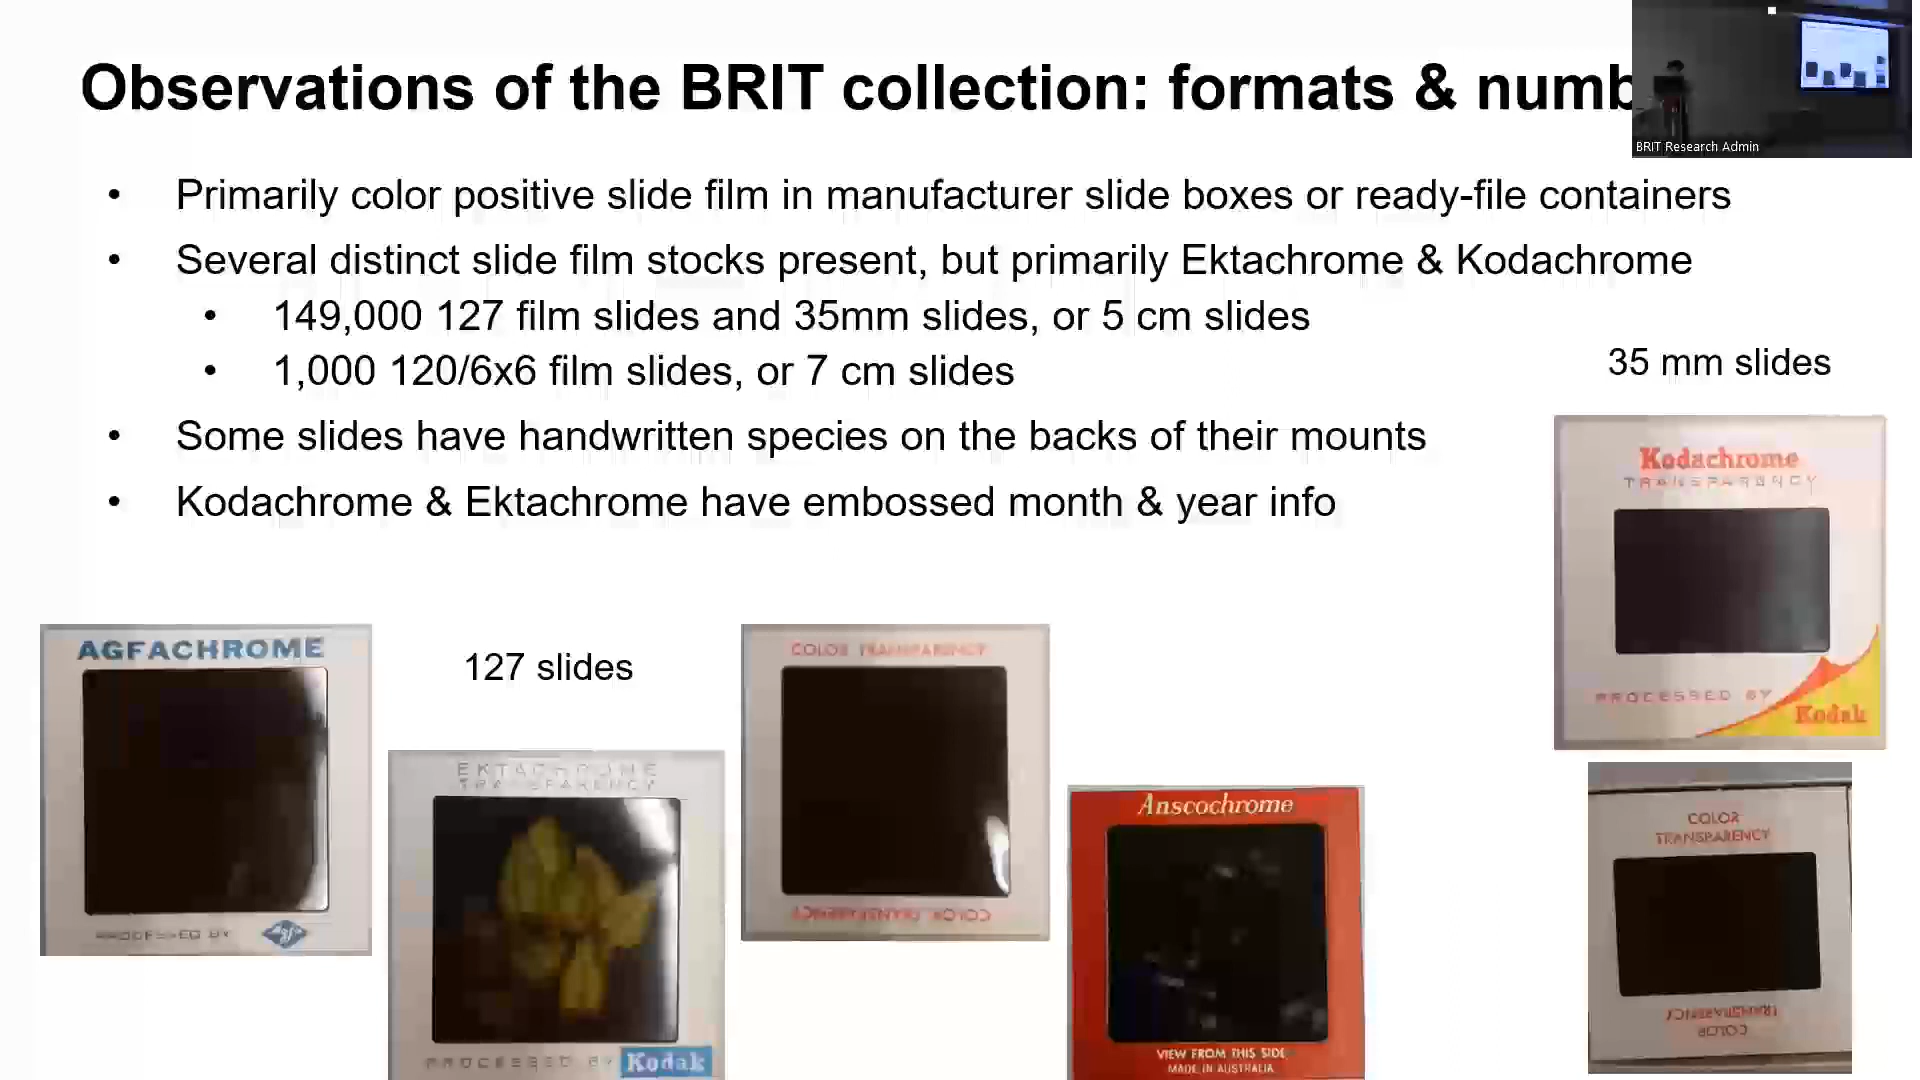 Observations of the BRIT collection: formats & numb
BRIT Research Admin
• Primarily color positive slide film in manufacturer slide boxes or ready-file containers
• Several distinct slide film stocks present, but primarily Ektachrome & Kodachrome
• 149,000 127 film slides and 35mm slides, or 5 cm slides
• 1,000 120/6x6 film slides, or 7 cm slides
• Some slides have handwritten species on the backs of their mounts
• Kodachrome & Ektachrome have embossed month & year info
35 mm slides
Kodachrome
TRANSPARENCY
PROCESSED BY
Kodak
127 slides
AGFACHROME
PROCESSED BY
Agfa
EKTACHROME
TRANSPARENCY
PROCESSED BY Kodak
COLOR TRANSPARENCY
COLOR TRANSPARENCY
Anscochrome
VIEW FROM THIS SIDE
MADE IN AUSTRALIA
COLOR
TRANSPARENCY
COLOR
TRANSPARENCY